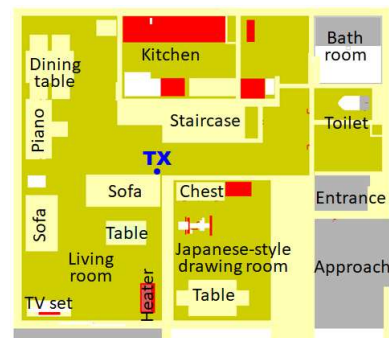 Kitchen
Bath
room
Dining
table
Piano
Staircase
Toilet
TX
Sofa
Chest
Entrance
Sofa
Table
Japanese-style
drawing room
Living
room
Approach
Heater
Table
TV set